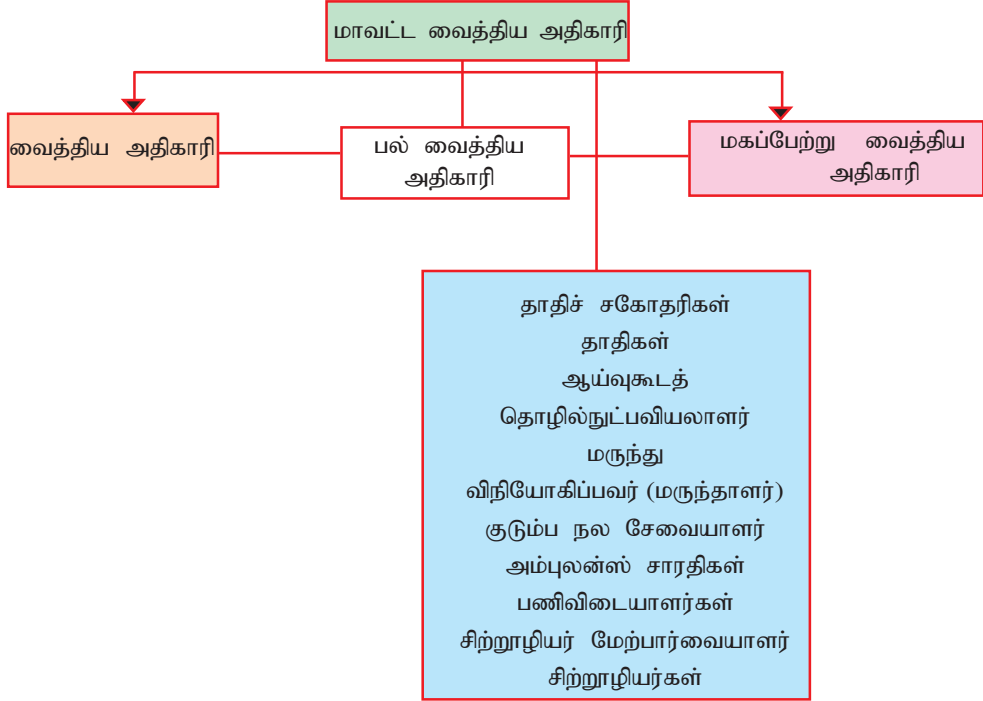 மாவட்ட வைத்திய அதிகாரி
வைத்திய அதிகாரி
பல் வைத்திய
அதிகாரி
மகப்பேற்று வைத்திய
அதிகாரி
தாதிச் சகோதரிகள்
தாதிகள்
ஆய்வுகூடத்
தொழில்நுட்பவியலாளர்
மருந்து
விநியோகிப்பவர் (மருந்தாளர்)
குடும்ப நல சேவையாளர்
அம்புலன்ஸ் சாரதிகள்
பணிவிடையாளர்கள்
சிற்றூழியர் மேற்பார்வையாளர்
சிற்றூழியர்கள்